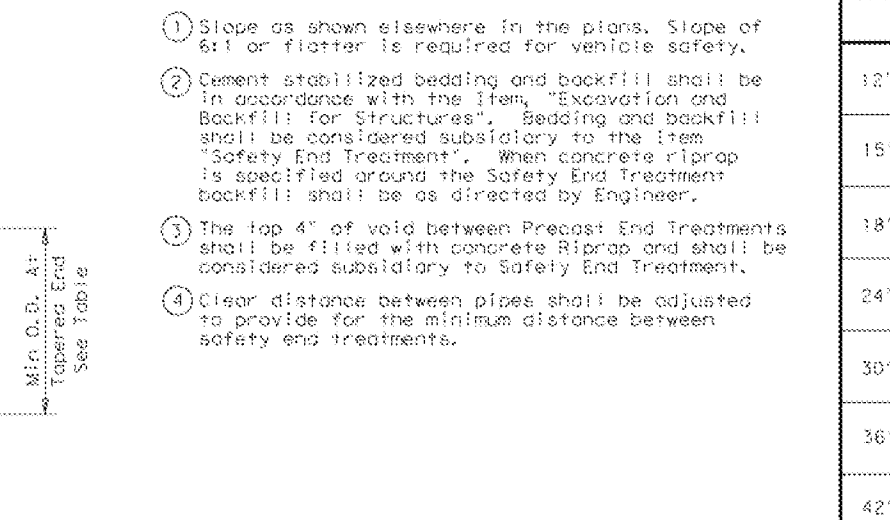 ① Slope as shown elsewhere in the plans. Slope of
6:1 or flatter is required for vehicle safety.
② Cement stabilized bedding and backfill shall be
in accordance with the Item, "Excavation and
Backfill for Structures". Bedding and backfill
shall be considered subsidiary to the Item
"Safety End Treatment". When concrete riprap
is specified around the Safety End Treatment
backfill shall be as directed by Engineer.
③ The top 4" of void between Precast End Treatments
shall be filled with concrete Riprap and shall be
considered subsidiary to Safety End Treatment.
④ Clear distance between pipes shall be adjusted
to provide for the minimum distance between
safety end treatments.
Min O.D. At
Tapered End
See Table
12"
15"
18"
24"
30"
36"
42"